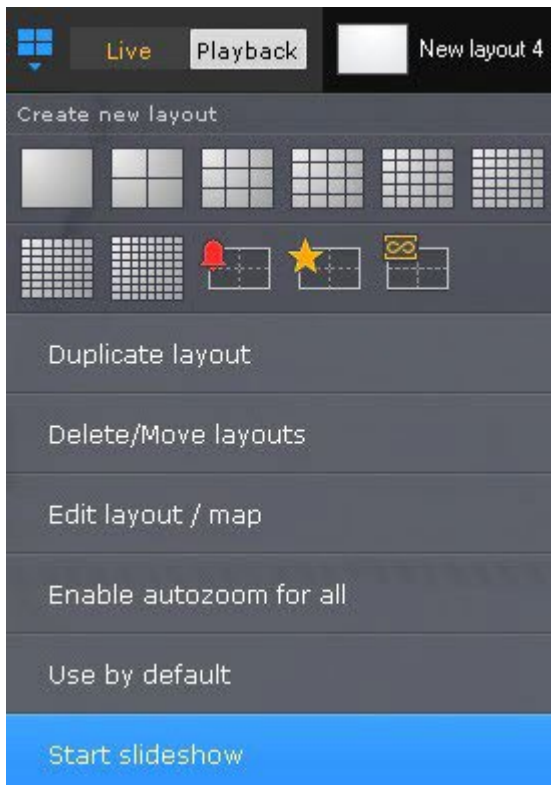 Live Playback New layout 4
Create new layout
Duplicate layout
Delete/Move layouts
Edit layout / map
Enable autozoom for all
Use by default
Start slideshow